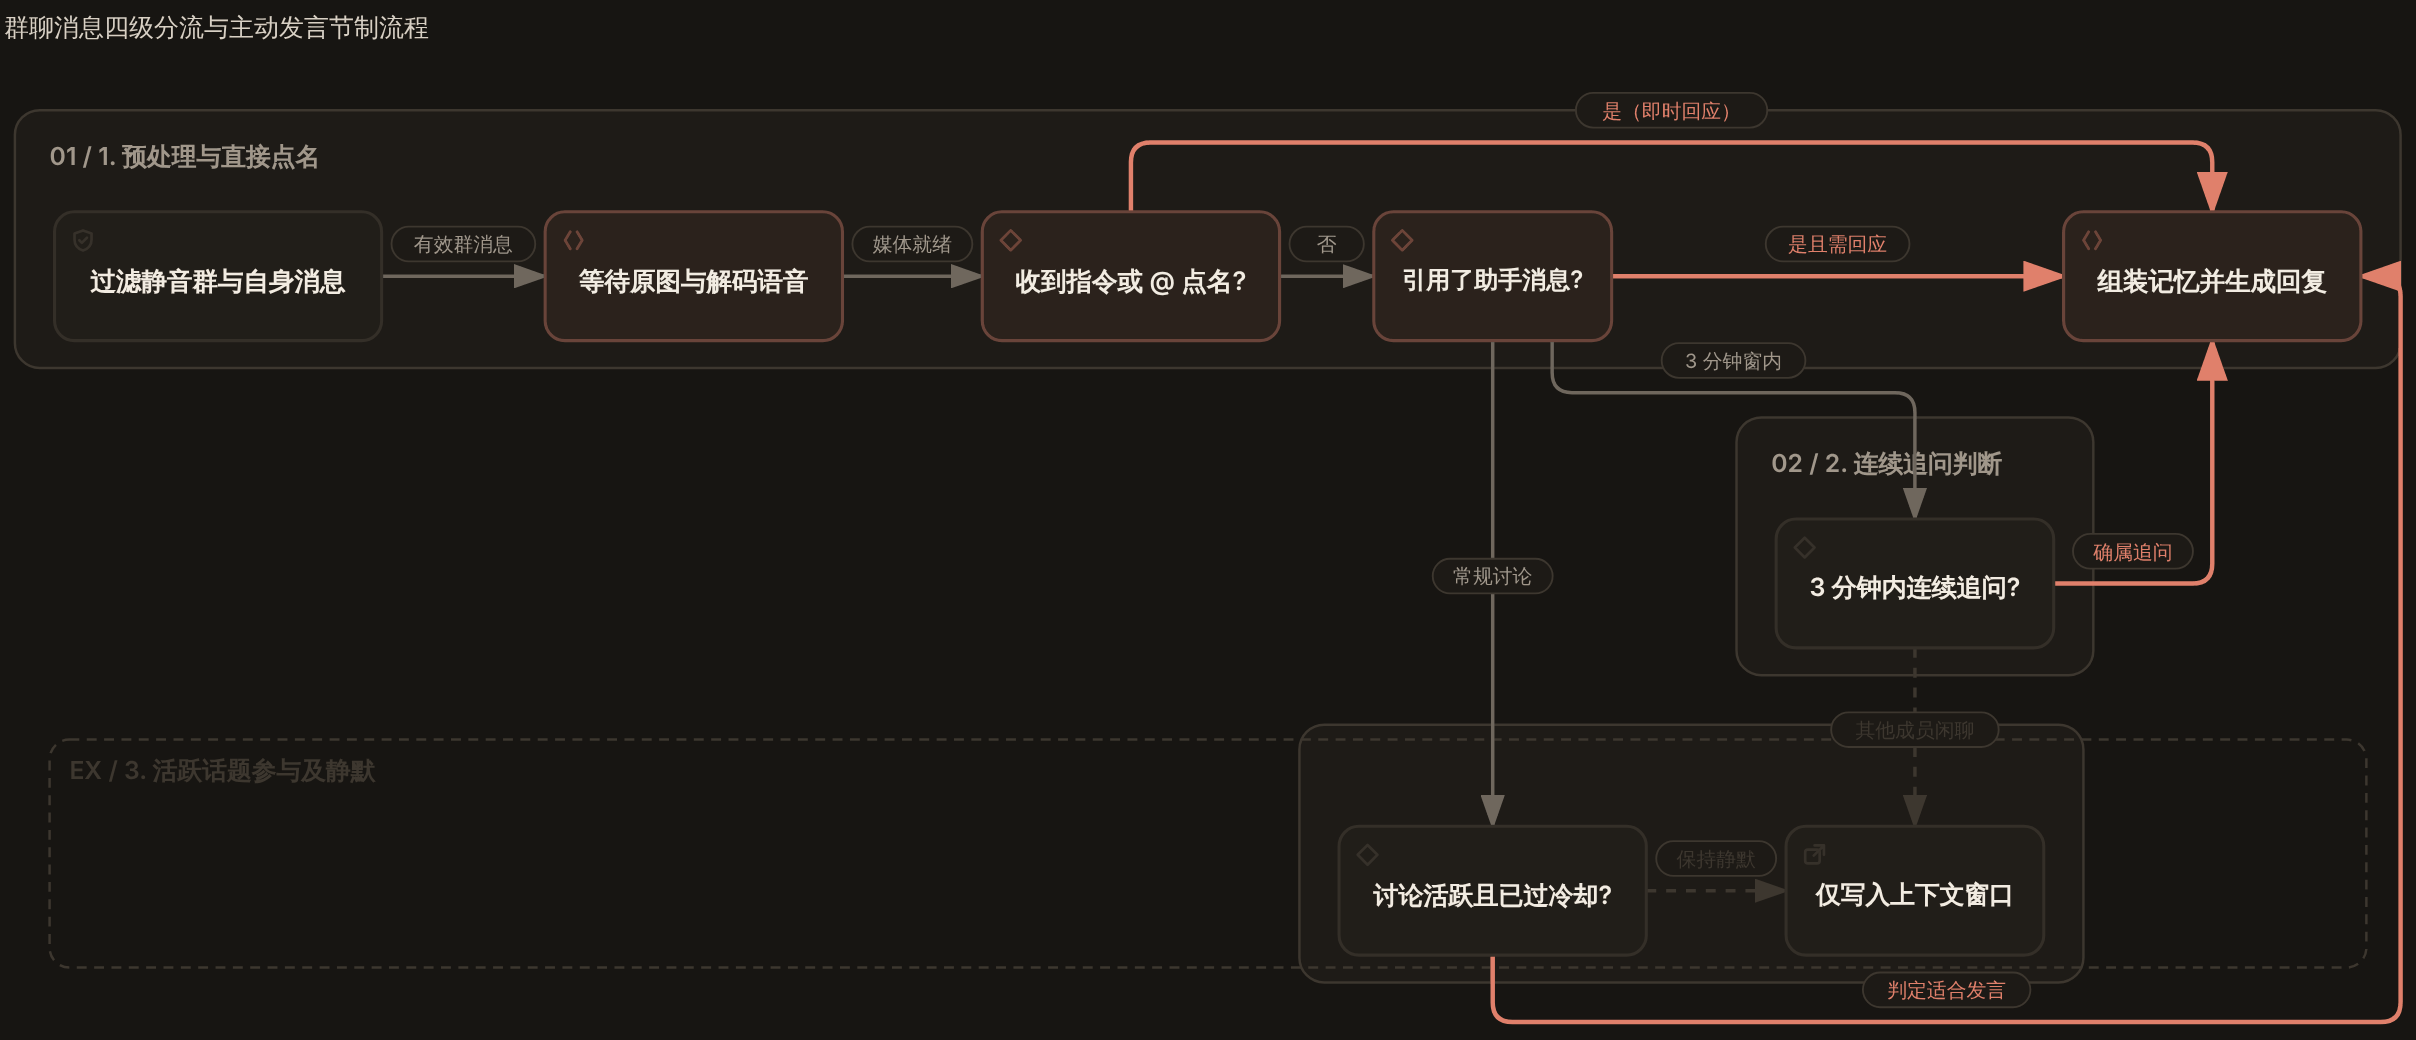 群聊消息四级分流与主动发言节制流程
是（即时回应）
01 / 1. 预处理与直接点名
过滤静音群与自身消息
有效群消息
等待原图与解码语音
媒体就绪
收到指令或 @ 点名?
否
引用了助手消息?
是且需回应
组装记忆并生成回复
3 分钟窗内
02 / 2. 连续追问判断
3 分钟内连续追问?
确属追问
常规讨论
其他成员闲聊
EX / 3. 活跃话题参与及静默
讨论活跃且已过冷却?
保持静默
仅写入上下文窗口
判定适合发言